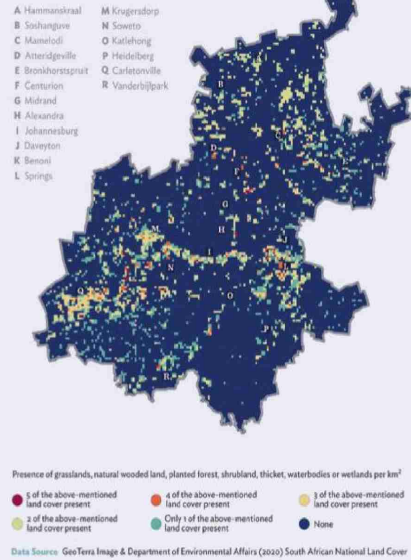 A Hammanskraal
B Soshanguve
C Mamelodi
D Atteridgeville
E Bronkhorstspruit
F Centurion
G Midrand
H Alexandra
I Johannesburg
J Daveyton
K Benoni
L Springs
M Krugersdorp
N Soweto
O Katlehong
P Heidelberg
Q Carletonville
R Vanderbijlpark
B
D
F
G
H
J
I
M
N
Q
O
P
R
Presence of grasslands, natural wooded land, planted forest, shrubland, thicket, waterbodies or wetlands per km²
5 of the above-mentioned
land cover present
4 of the above-mentioned
land cover present
3 of the above-mentioned
land cover present
2 of the above-mentioned
land cover present
Only 1 of the above-mentioned
land cover present
None
Data Source GeoTerra Image & Department of Environmental Affairs (2020) South African National Land Cover